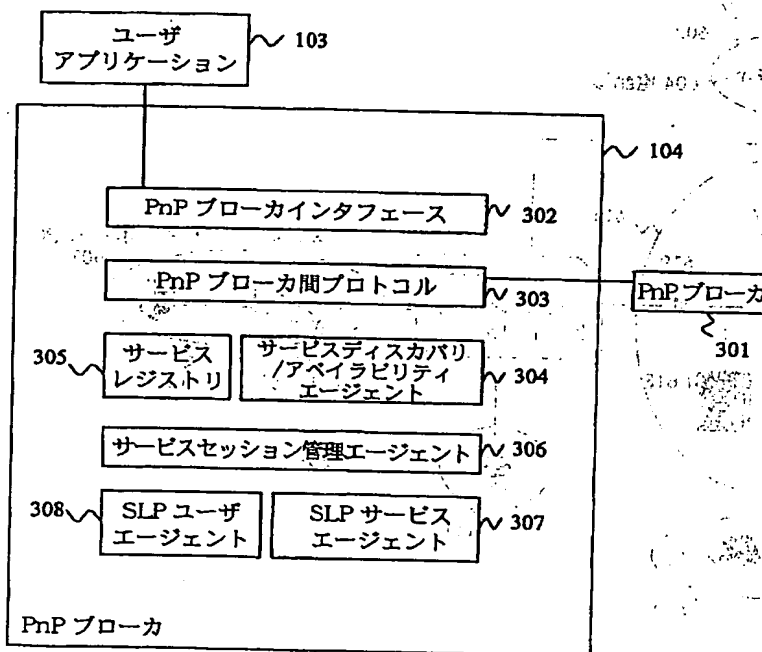 ユーザ
アプリケーション
103
104
PnP ブローカインタフェース
302
PnP ブローカ間プロトコル
303
PnP ブローカ
301
305
サービス
レジストリ
サービスディスカバリ
/アベイラビリティ
エージェント
304
サービスセッション管理エージェント
306
308
SLP ユーザ
エージェント
SLP サービス
エージェント
307
PnP ブローカ